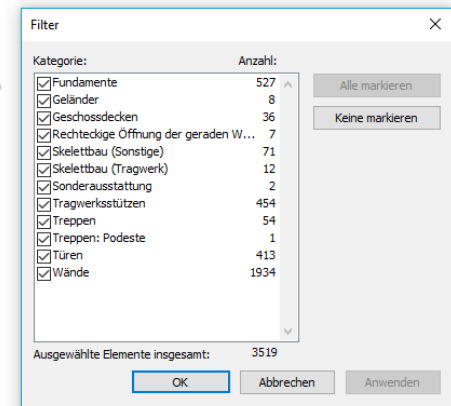 Filter
Kategorie: Anzahl:
Fundamente 527
Geländer 8
Geschossdecken 36
Rechteckige Öffnung der geraden W... 7
Skelettbau (Sonstige) 71
Skelettbau (Tragwerk) 12
Sonderausstattung 2
Tragwerksstützen 454
Treppen 54
Treppen: Podeste 1
Türen 413
Wände 1934
Alle markieren
Keine markieren
Ausgewählte Elemente insgesamt: 3519
OK Abbrechen Anwenden